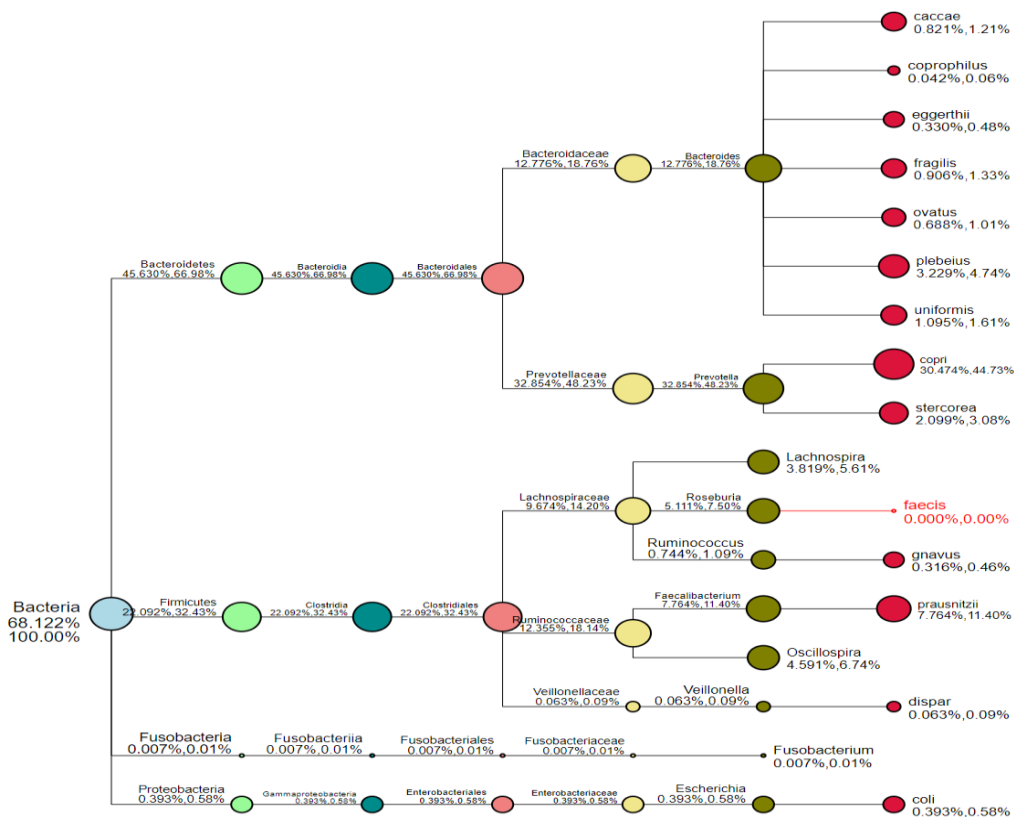 caccae
0.821%,1.21%
coprophilus
0.042%,0.06%
eggerthii
0.330%,0.48%
Bacteroidaceae
12.776%,18.76%
Bacteroides
12.776%,18.76%
fragilis
0.906%,1.33%
ovatus
0.688%,1.01%
Bacteroidetes
45.630%,66.98%
Bacteroidia
45.630%,66.98%
Bacteroidales
45.630%,66.98%
plebeius
3.229%,4.74%
uniformis
1.095%,1.61%
Prevotellaceae
32.854%,48.23%
Prevotella
32.854%,48.23%
copri
30.474%,44.73%
stercorea
2.099%,3.08%
Lachnospira
3.819%,5.61%
Lachnospiraceae
9.674%,14.20%
Roseburia
5.111%,7.50%
faecis
0.000%,0.00%
Ruminococcus
0.744%,1.09%
gnavus
0.316%,0.46%
Bacteria
68.122%
100.00%
Firmicutes
22.092%,32.43%
Clostridia
22.092%,32.43%
Clostridiales
22.092%,32.43%
Ruminococcaceae
12.355%,18.14%
Faecalibacterium
7.764%,11.40%
prausnitzii
7.764%,11.40%
Oscillospira
4.591%,6.74%
Veillonellaceae
0.063%,0.09%
Veillonella
0.063%,0.09%
dispar
0.063%,0.09%
Fusobacteria
0.007%,0.01%
Fusobacteriia
0.007%,0.01%
Fusobacteriales
0.007%,0.01%
Fusobacteriaceae
0.007%,0.01%
Fusobacterium
0.007%,0.01%
Proteobacteria
0.393%,0.58%
Gammaproteobacteria
0.393%,0.58%
Enterobacteriales
0.393%,0.58%
Enterobacteriaceae
0.393%,0.58%
Escherichia
0.393%,0.58%
coli
0.393%,0.58%